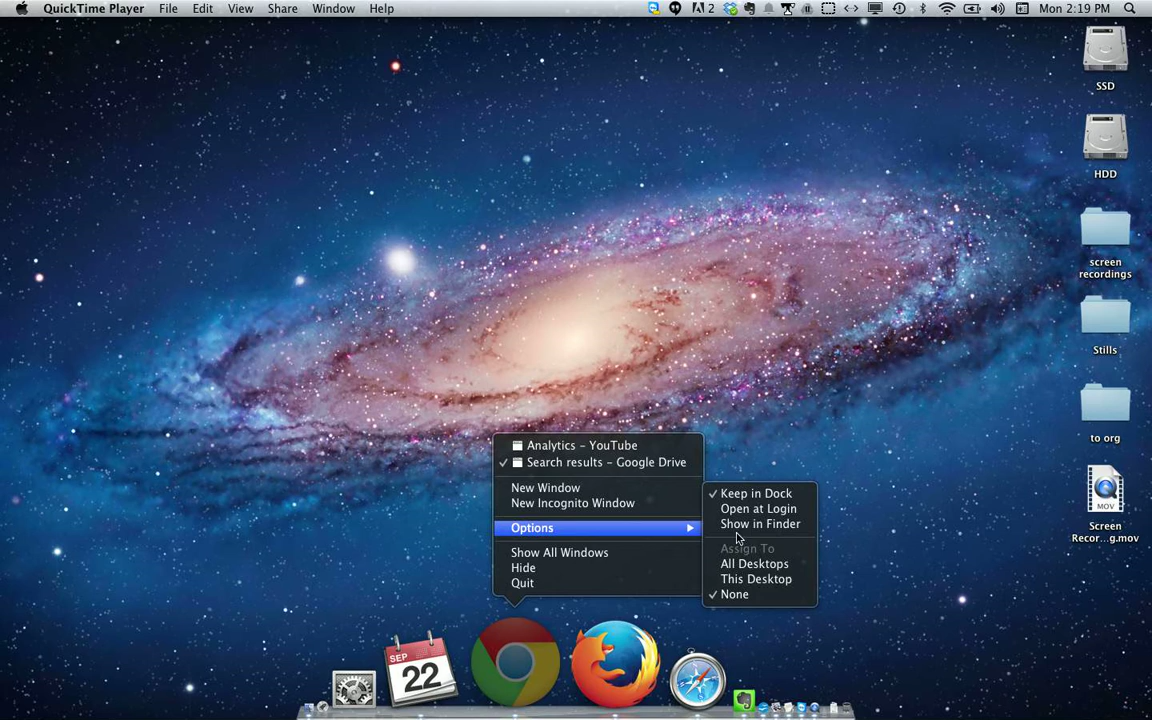 QuickTime Player File Edit View Share Window Help 2 Mon 2:19 PM
SSD
HDD
screen
recordings
Stills
to org
MOV
Screen
Recor...g.mov
Analytics – YouTube
✓ Search results – Google Drive
New Window
New Incognito Window
Options
Show All Windows
Hide
Quit
✓ Keep in Dock
Open at Login
Show in Finder
Assign To
All Desktops
This Desktop
✓ None
SEP
22